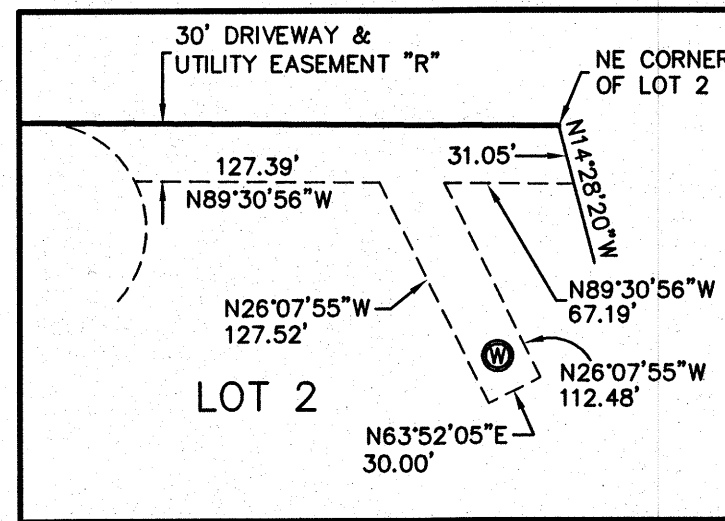 30' DRIVEWAY &
UTILITY EASEMENT "R"
NE CORNER
OF LOT 2
127.39'
N89°30'56"W
31.05'
N14°28'20"W
N26°07'55"W
127.52'
N89°30'56"W
67.19'
W
N26°07'55"W
112.48'
LOT 2
N63°52'05"E
30.00'